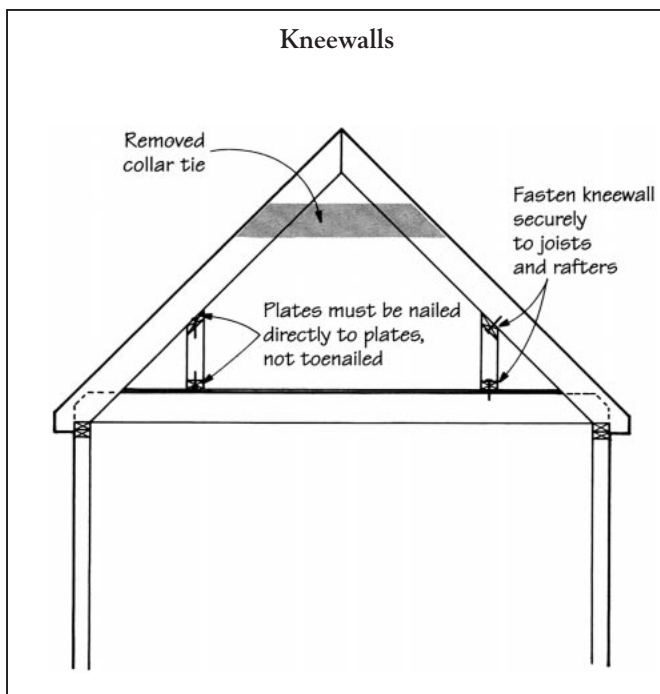 Kneewalls
Removed
collar tie
Fasten kneewall
securely
to joists
and rafters
Plates must be nailed
directly to plates,
not toenailed